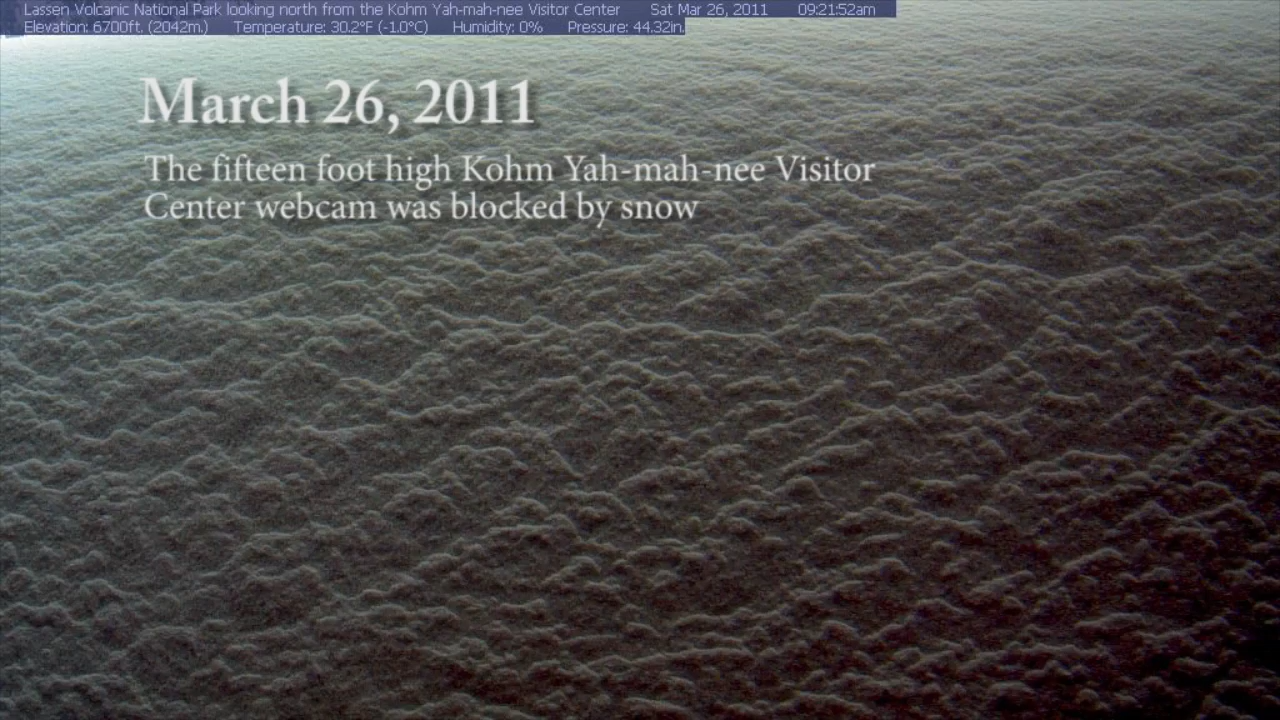 Lassen Volcanic National Park looking north from the Kohm Yah-mah-nee Visitor Center Sat Mar 26, 2011 09:21:52am
Elevation: 6700ft. (2042m.) Temperature: 30.2°F (-1.0°C) Humidity: 0% Pressure: 44.32in.
March 26, 2011
The fifteen foot high Kohm Yah-mah-nee Visitor
Center webcam was blocked by snow